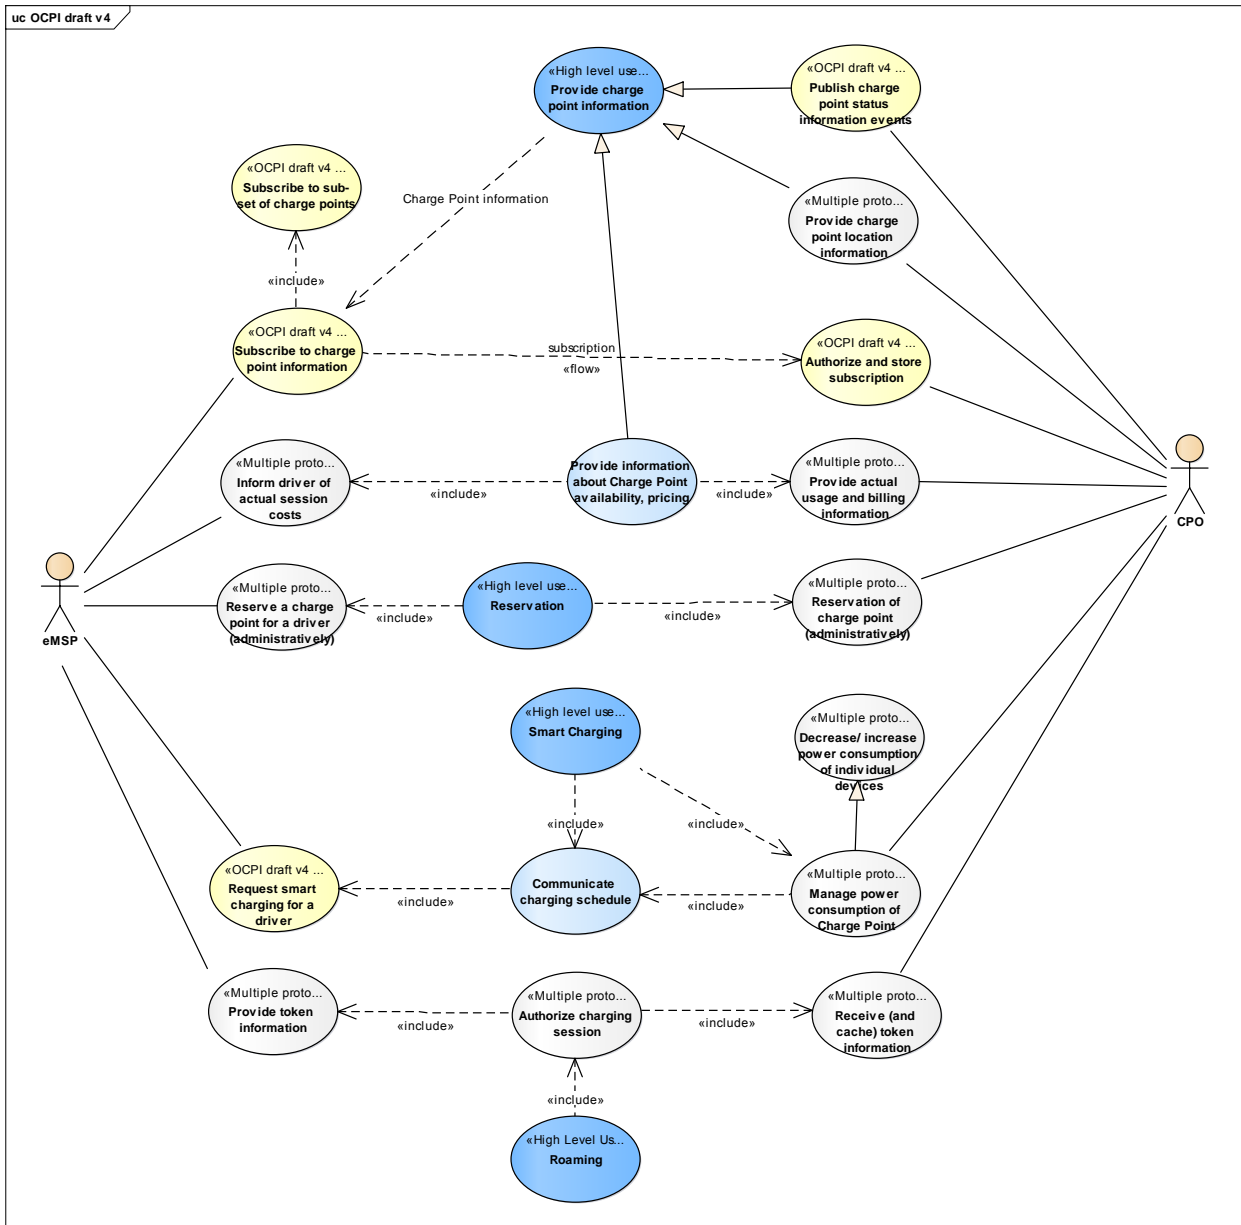 uc OCPI draft v4
«High level use...
Provide charge
point information
«OCPI draft v4 ...
Publish charge
point status
information events
«OCPI draft v4 ...
Subscribe to sub-
set of charge points
Charge Point information
«Multiple proto...
Provide charge
point location
information
«include»
«OCPI draft v4 ...
Subscribe to charge
point information
subscription
«flow»
«OCPI draft v4 ...
Authorize and store
subscription
«Multiple proto...
Inform driver of
actual session
costs
«include»
Provide information
about Charge Point
availability, pricing
«include»
«Multiple proto...
Provide actual
usage and billing
information
CPO
eMSP
«Multiple proto...
Reserve a charge
point for a driver
(administratively)
«include»
«High level use...
Reservation
«include»
«Multiple proto...
Reservation of
charge point
(administratively)
«High level use...
Smart Charging
«Multiple proto...
Decrease/ increase
power consumption
of individual
devices
«include»
«include»
«OCPI draft v4 ...
Request smart
charging for a
driver
«include»
Communicate
charging schedule
«include»
«Multiple proto...
Manage power
consumption of
Charge Point
«Multiple proto...
Provide token
information
«include»
«Multiple proto...
Authorize charging
session
«include»
«Multiple proto...
Receive (and
cache) token
information
«include»
«High Level Us...
Roaming